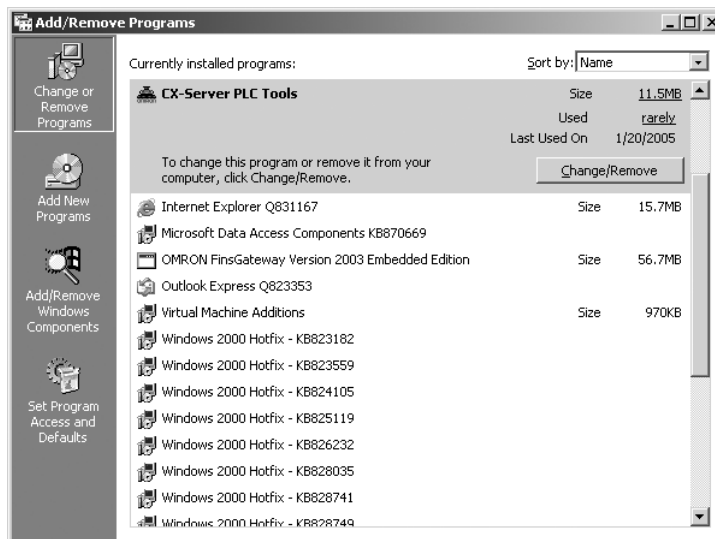 Add/Remove Programs
Change or
Remove
Programs
Add New
Programs
Add/Remove
Windows
Components
Set Program
Access and
Defaults
Currently installed programs:
Sort by: Name
CX-Server PLC Tools
Size 11.5MB
Used rarely
Last Used On 1/20/2005
To change this program or remove it from your
computer, click Change/Remove.
Change/Remove
Internet Explorer Q831167 Size 15.7MB
Microsoft Data Access Components KB870669
OMRON FinsGateway Version 2003 Embedded Edition Size 56.7MB
Outlook Express Q823353
Virtual Machine Additions Size 970KB
Windows 2000 Hotfix - KB823182
Windows 2000 Hotfix - KB823559
Windows 2000 Hotfix - KB824105
Windows 2000 Hotfix - KB825119
Windows 2000 Hotfix - KB826232
Windows 2000 Hotfix - KB828035
Windows 2000 Hotfix - KB828741
Windows 2000 Hotfix - KB828749